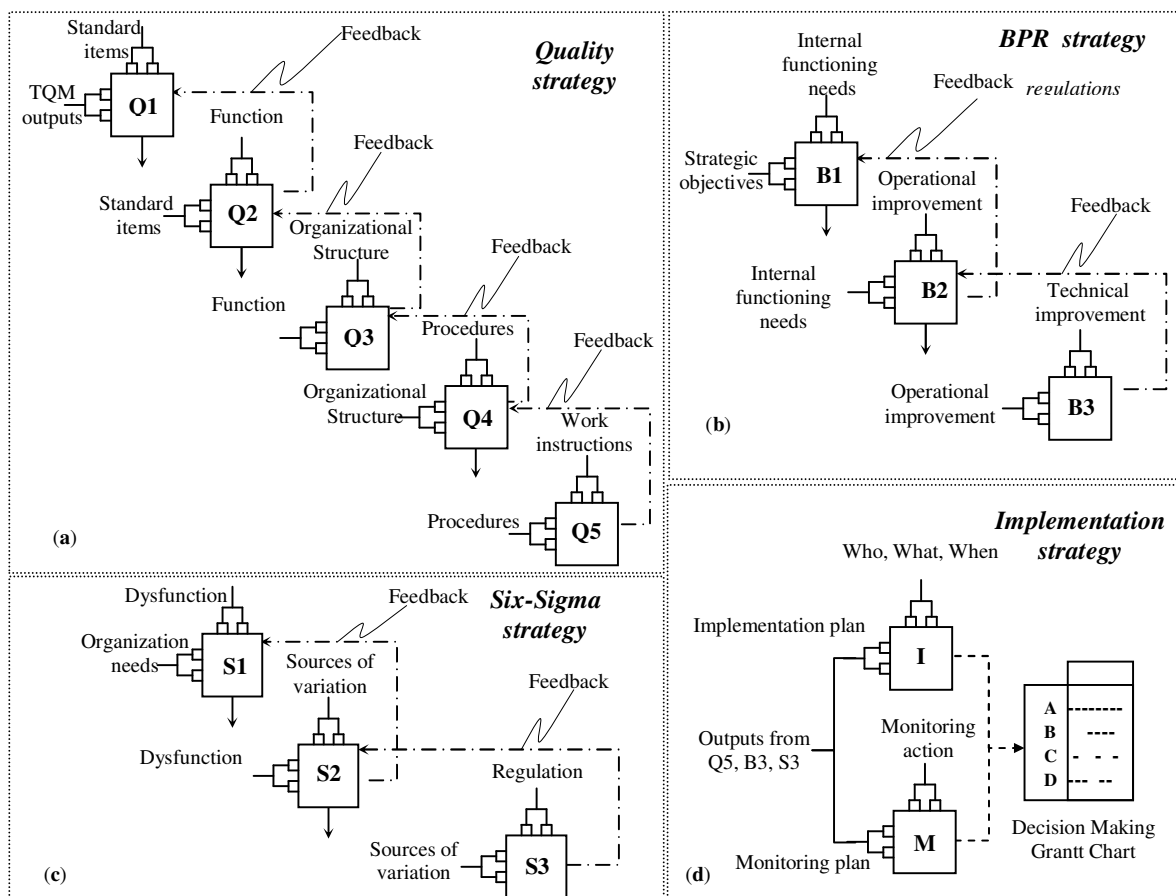 Standard
items
Feedback
Quality
strategy
TQM
outputs
Q1
Function
Feedback
Standard
items
Q2
Organizational
Structure
Feedback
Function
Q3
Procedures
Feedback
Organizational
Structure
Q4
Work
instructions
Procedures
Q5
(a)
BPR strategy
Internal
functioning
needs
Feedback
regulations
Strategic
objectives
B1
Operational
improvement
Feedback
Internal
functioning
needs
B2
Technical
improvement
Operational
improvement
B3
(b)
Dysfunction
Feedback
Six-Sigma
strategy
Organization
needs
S1
Sources of
variation
Feedback
Dysfunction
S2
Regulation
Sources of
variation
S3
(c)
Implementation
strategy
Who, What, When
Implementation plan
I
Outputs from
Q5, B3, S3
Monitoring
action
A
B
C
D
M
Monitoring plan
Decision Making
Grantt Chart
(d)